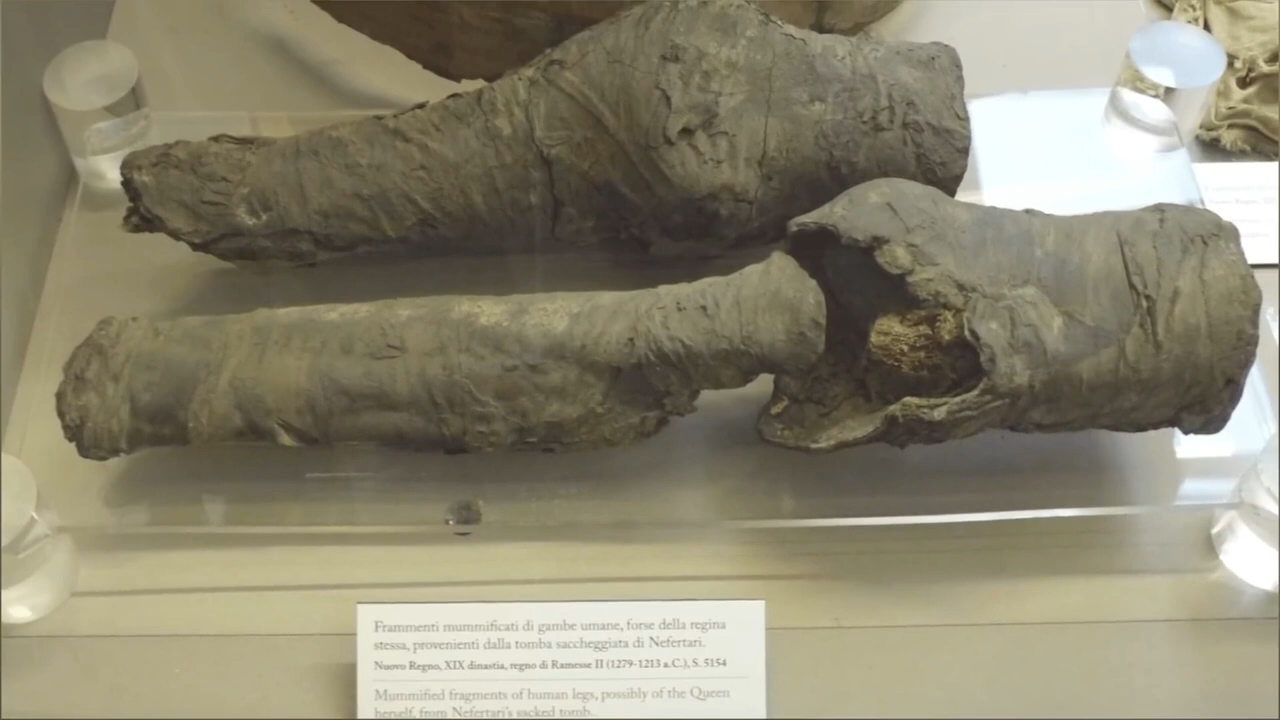 Frammenti mummificati di gambe umane, forse della regina
stessa, provenienti dalla tomba saccheggiata di Nefertari.
Nuovo Regno, XIX dinastia, regno di Ramesse II (1279-1213 a.C.), S. 5154
Mummified fragments of human legs, possibly of the Queen
herself, from Nefertari's sacked tomb.